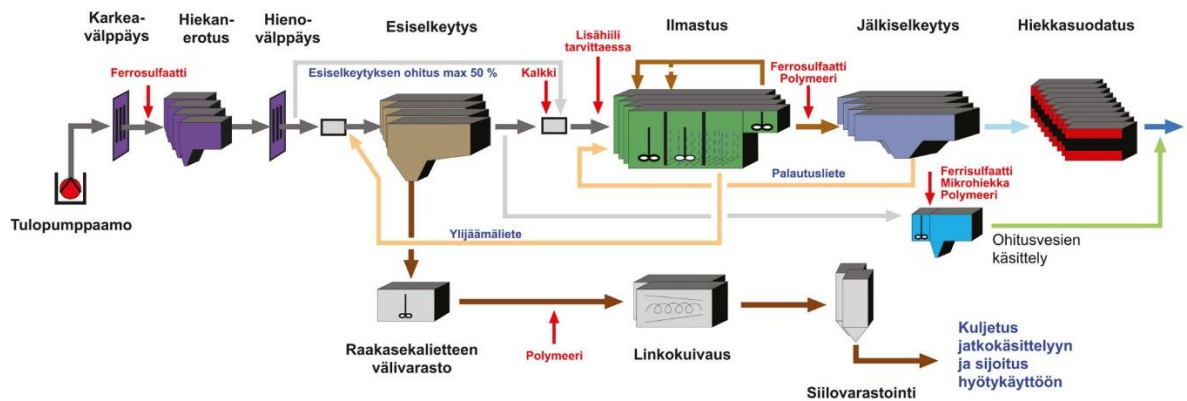 Karkea-
välppäys
Hiekan-
erotus
Hieno-
välppäys
Esiselkeytys
Ilmastus
Jälkiselkeytys
Hiekkasuodatus
Ferrosulfaatti
Esiselkeytyksen ohitus max 50 %
Kalkki
Lisähiili
tarvittaessa
Ferrosulfaatti
Polymeeri
Tulopumppaamo
Palautusliete
Ferrisulfaatti
Mikrohiekka
Polymeeri
Ylijäämäliete
Ohitusvesien
käsittely
Raakasekalietteen
välivarasto
Polymeeri
Linkokuivaus
Siilovarastointi
Kuljetus
jatkokäsittelyyn
ja sijoitus
hyötykäyttöön